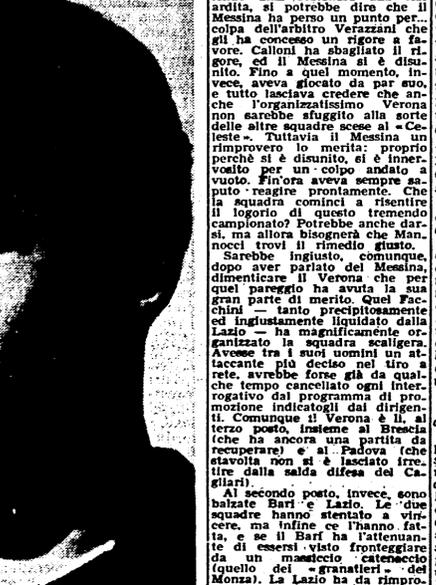 ardita, si potrebbe dire che il
Messina ha perso un punto per...
colpa dell'arbitro Verazzani che
gli ha concesso un rigore a fa-
vore. Calloni ha sbagliato il ri-
gore, ed il Messina si è disu-
nito. Fino a quel momento, in-
vece, aveva giocato da par suo,
e tutto lasciava credere che an-
che l'organizzatissimo Verona
non sarebbe sfuggito alla sorte
delle altre squadre scese al «Ce-
leste». Tuttavia il Messina un
rimprovero lo merita: proprio
perchè si è disunito, si è inner-
vosito per un colpo andato a
vuoto. Fin'ora aveva sempre sa-
puto reagire prontamente. Che
la squadra cominci a risentire
il logorio di questo tremendo
campionato? Potrebbe anche dar-
si, ma allora bisognerà che Man-
nocci trovi il rimedio giusto.
Sarebbe ingiusto, comunque,
dopo aver parlato del Messina,
dimenticare il Verona che per
quel pareggio ha avuta la sua
gran parte di merito. Quel Fac-
chini — tanto precipitosamente
ed ingiustamente liquidato dalla
Lazio — ha magnificamente or-
ganizzato la squadra scaligera.
Avesse tra i suoi uomini un at-
taccante più deciso nel tiro a
rete, avrebbe forse già da qual-
che tempo cancellato ogni inter-
rogativo dal programma di pro-
mozione indicatogli dai dirigen-
ti. Comunque il Verona è lì, al
terzo posto, insieme al Brescia
(che ha ancora una partita da
recuperare) e al Padova (che
stavolta non si è lasciato irre-
tire dalla salda difesa del Ca-
gliari).
Al secondo posto, invece, sono
balzate Bari e Lazio. Le due
squadre hanno stentato a vin-
cere, ma infine ce l'hanno fat-
ta, e se il Bari ha l'attenuan-
te di essersi visto fronteggiare
da un massiccio catenaccio
(quello dei «granatieri» del
Monza). La Lazio ha da rimpro-